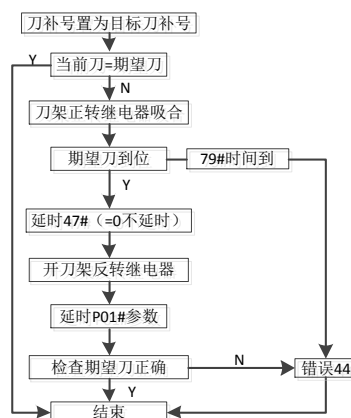 刀补号置为目标刀补号
Y
当前刀=期望刀
N
刀架正转继电器吸合
期望刀到位
79#时间到
Y
延时47#（=0不延时）
开刀架反转继电器
延时P01#参数
N
检查期望刀正确
错误44
Y
结束